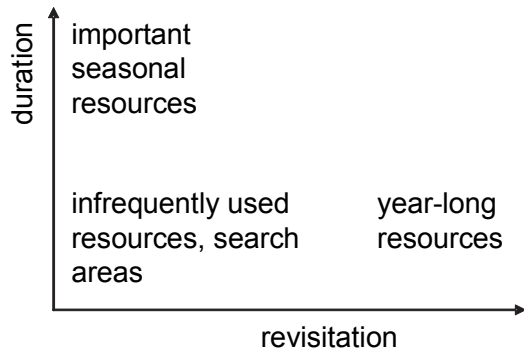 duration
important
seasonal
resources
infrequently used
resources, search
areas
year-long
resources
revisitation